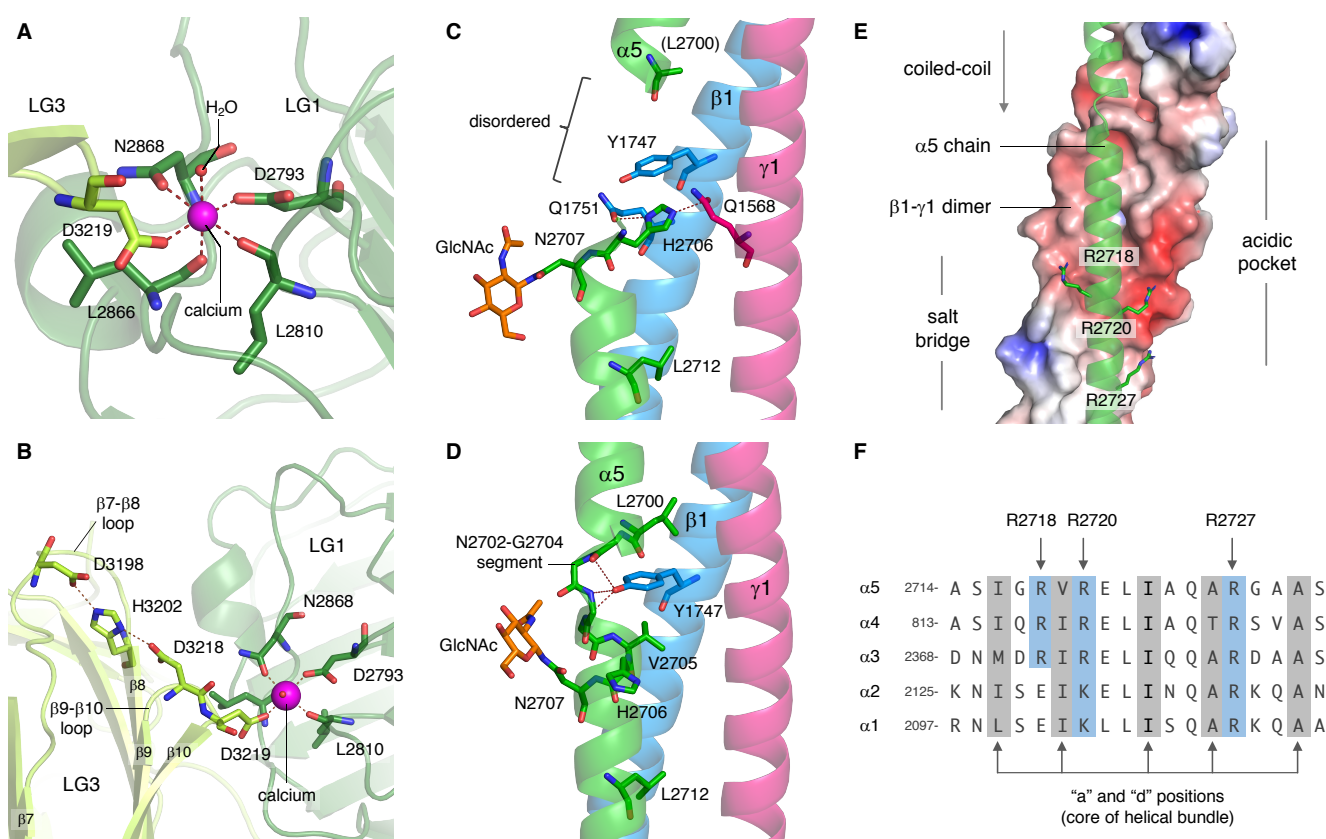 A
LG3
H2O
LG1
N2868
D2793
D3219
L2866
calcium
L2810
B
β7-β8
loop
D3198
H3202
LG1
N2868
D3218
D2793
β8
β9-β10
loop
β9
β10
D3219
L2810
LG3
calcium
β7
C
α5
(L2700)
β1
disordered
Y1747
γ1
Q1751
Q1568
N2707
H2706
GlcNAc
L2712
D
α5
L2700
β1
N2702-G2704
segment
γ1
Y1747
GlcNAc
V2705
N2707
H2706
L2712
E
coiled-coil
α5 chain
β1-γ1 dimer
R2718
acidic
pocket
salt
bridge
R2720
R2727
F
R2718 R2720 R2727
α5 2714- A S I G R V R E L I A Q A R G A A S
α4 813- A S I Q R I R E L I A Q T R S V A S
α3 2368- D N M D R I R E L I Q Q A R D A A S
α2 2125- K N I S E I K E L I N Q A R K Q A N
α1 2097- R N L S E I K L L I S Q A R K Q A A
“a” and “d” positions
(core of helical bundle)